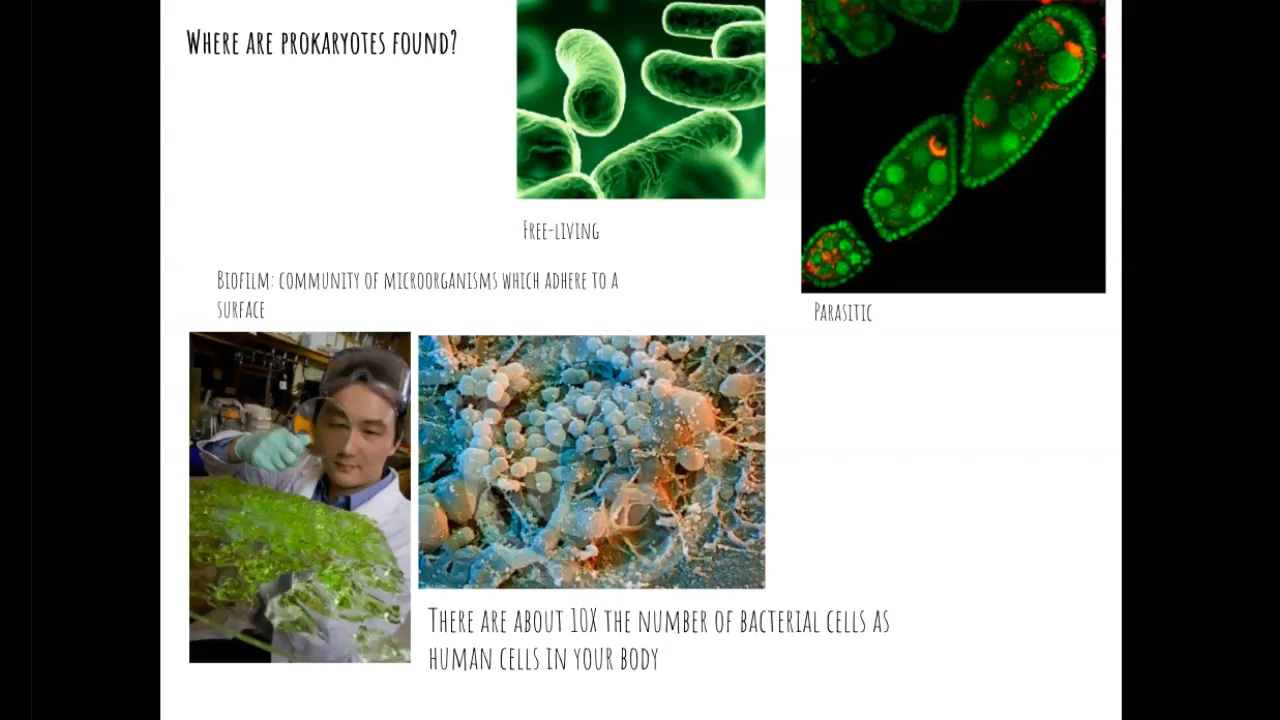 Where are prokaryotes found?
Free-living
Biofilm: community of microorganisms which adhere to a
surface
Parasitic
There are about 10x the number of bacterial cells as
human cells in your body